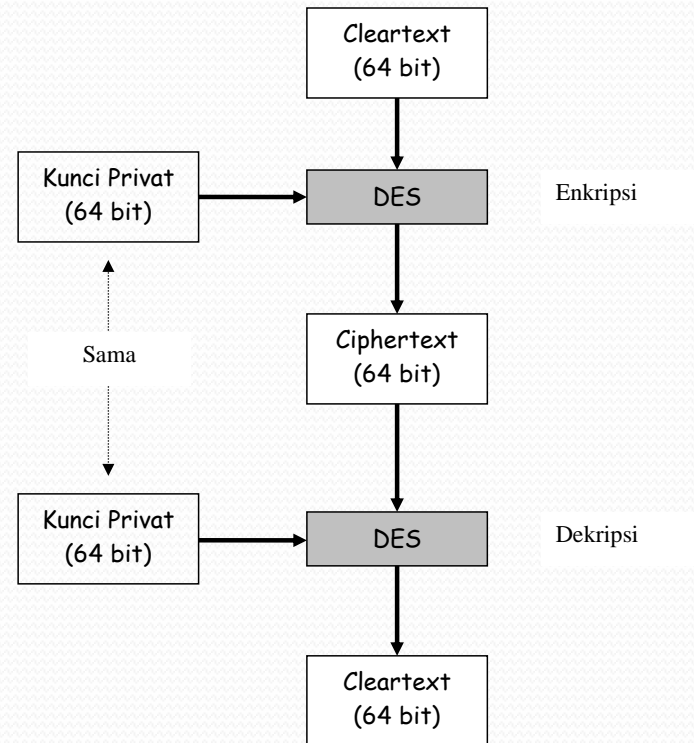 Cleartext
(64 bit)
Kunci Privat
(64 bit)
DES
Enkripsi
Ciphertext
(64 bit)
Sama
Kunci Privat
(64 bit)
DES
Dekripsi
Cleartext
(64 bit)